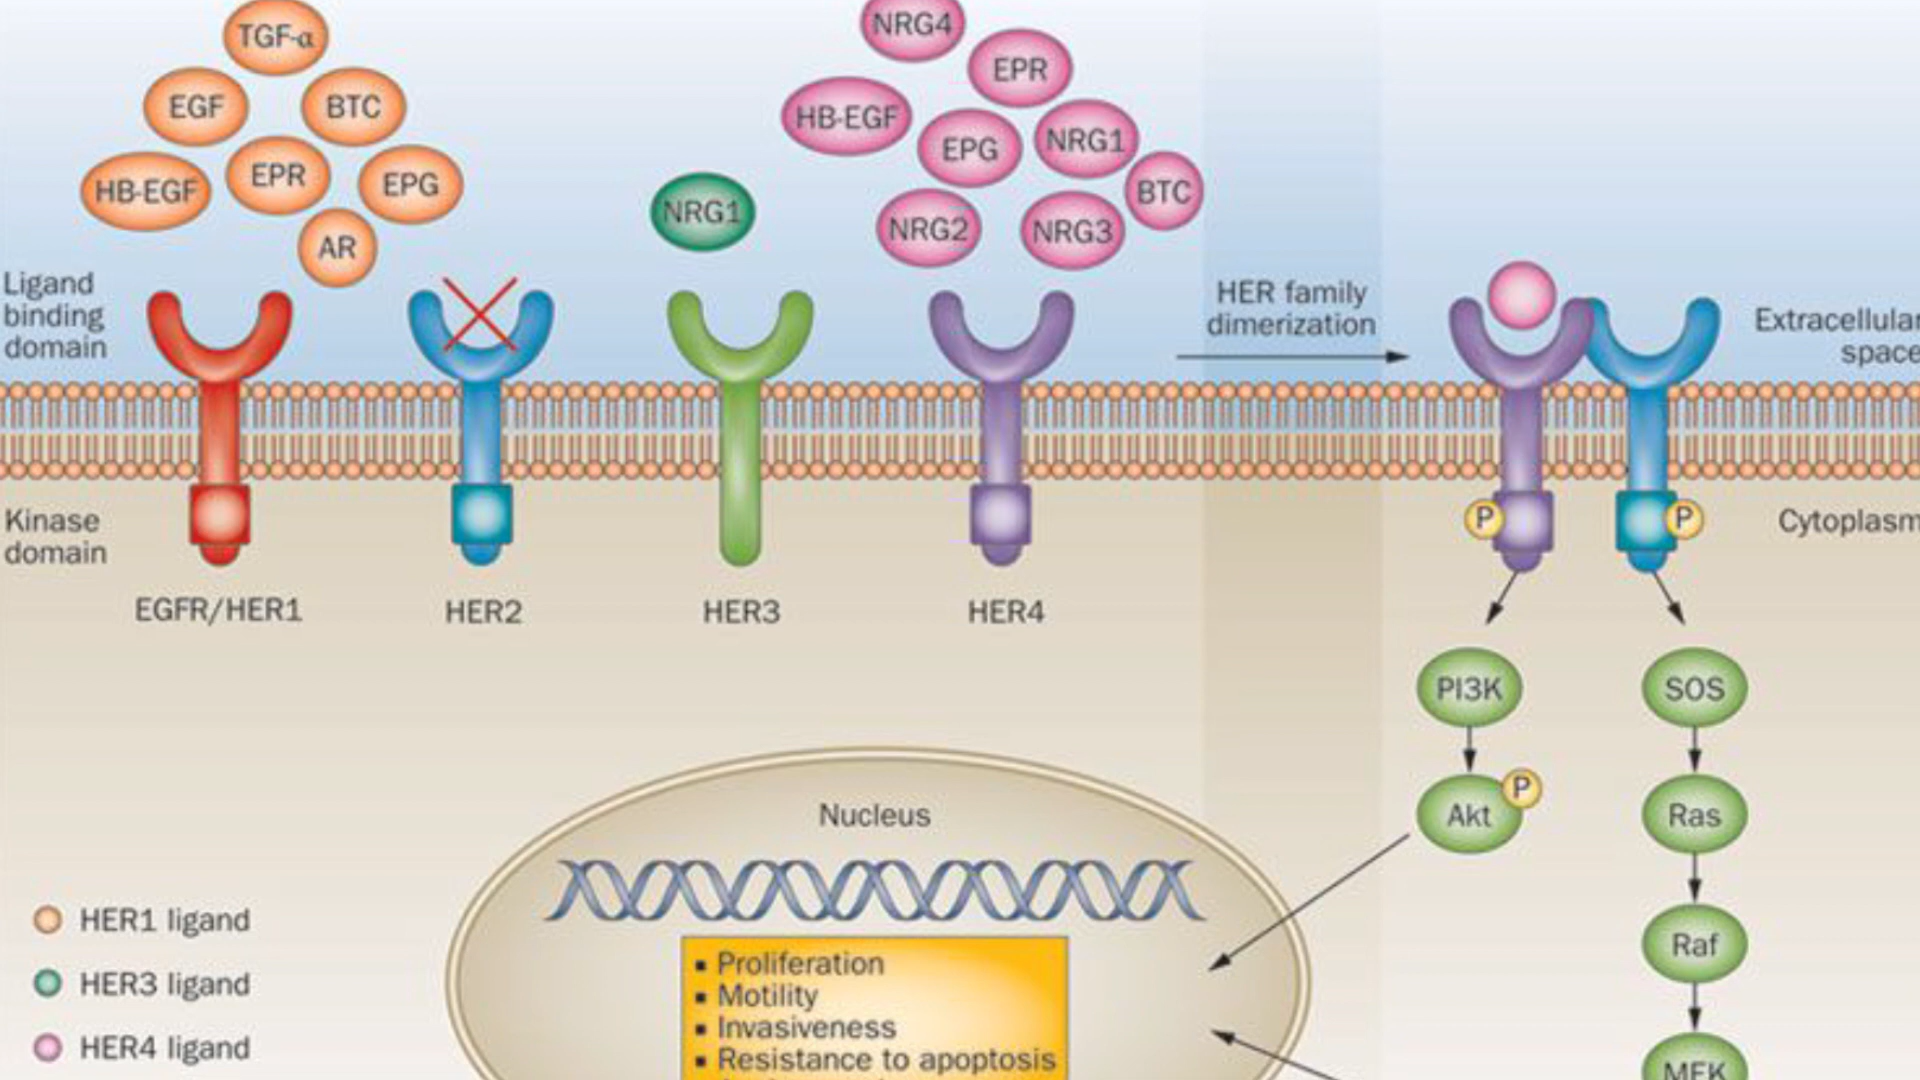 TGF-α
EGF
BTC
HB-EGF
EPR
EPG
AR
NRG1
NRG4
EPR
HB-EGF
EPG
NRG1
BTC
NRG2
NRG3
Ligand
binding
domain
HER family
dimerization
Extracellular
space
Kinase
domain
P
P
Cytoplasm
EGFR/HER1
HER2
HER3
HER4
PI3K
SOS
Akt
P
Ras
Raf
MEK
Nucleus
▪ Proliferation
▪ Motility
▪ Invasiveness
▪ Resistance to apoptosis
HER1 ligand
HER3 ligand
HER4 ligand